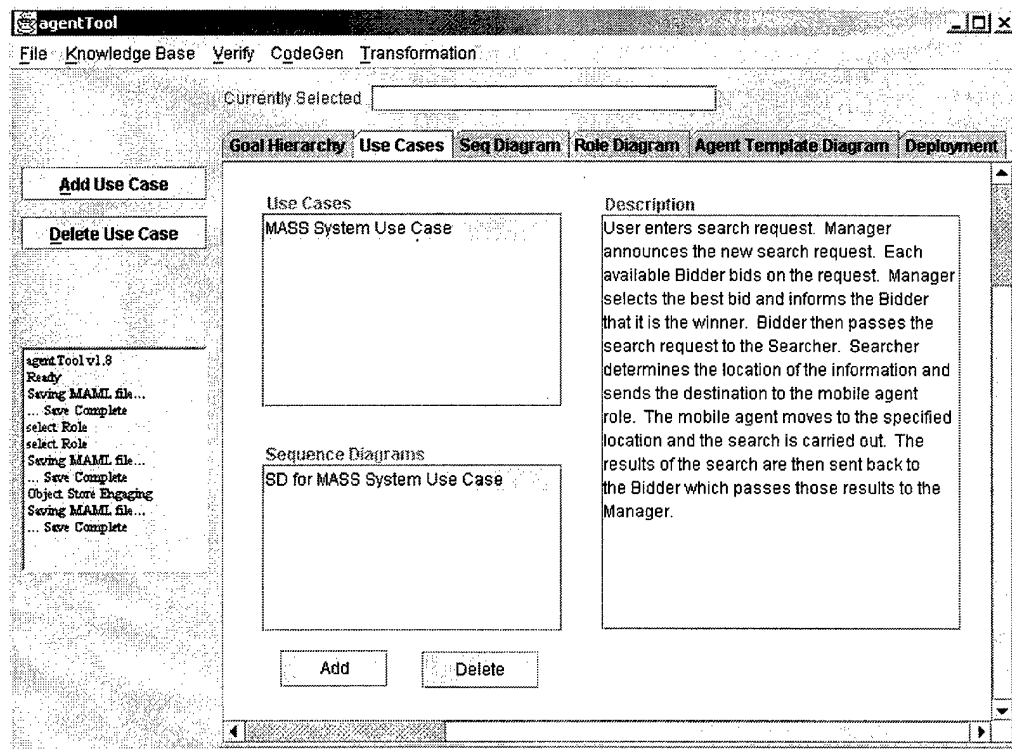 agentTool
File Knowledge Base Verify CodeGen Transformation
Currently Selected
Goal Hierarchy Use Cases Seq Diagram Role Diagram Agent Template Diagram Deployment
Add Use Case
Delete Use Case
agentTool v1.8
Ready
Saving MAML file...
... Save Complete
select Role
select Role
Saving MAML file...
... Save Complete
Object Store Engaging
Saving MAML file...
... Save Complete
Use Cases
MASS System Use Case
Sequence Diagrams
SD for MASS System Use Case
Add Delete
Description
User enters search request. Manager
announces the new search request. Each
available Bidder bids on the request. Manager
selects the best bid and informs the Bidder
that it is the winner. Bidder then passes the
search request to the Searcher. Searcher
determines the location of the information and
sends the destination to the mobile agent
role. The mobile agent moves to the specified
location and the search is carried out. The
results of the search are then sent back to
the Bidder which passes those results to the
Manager.